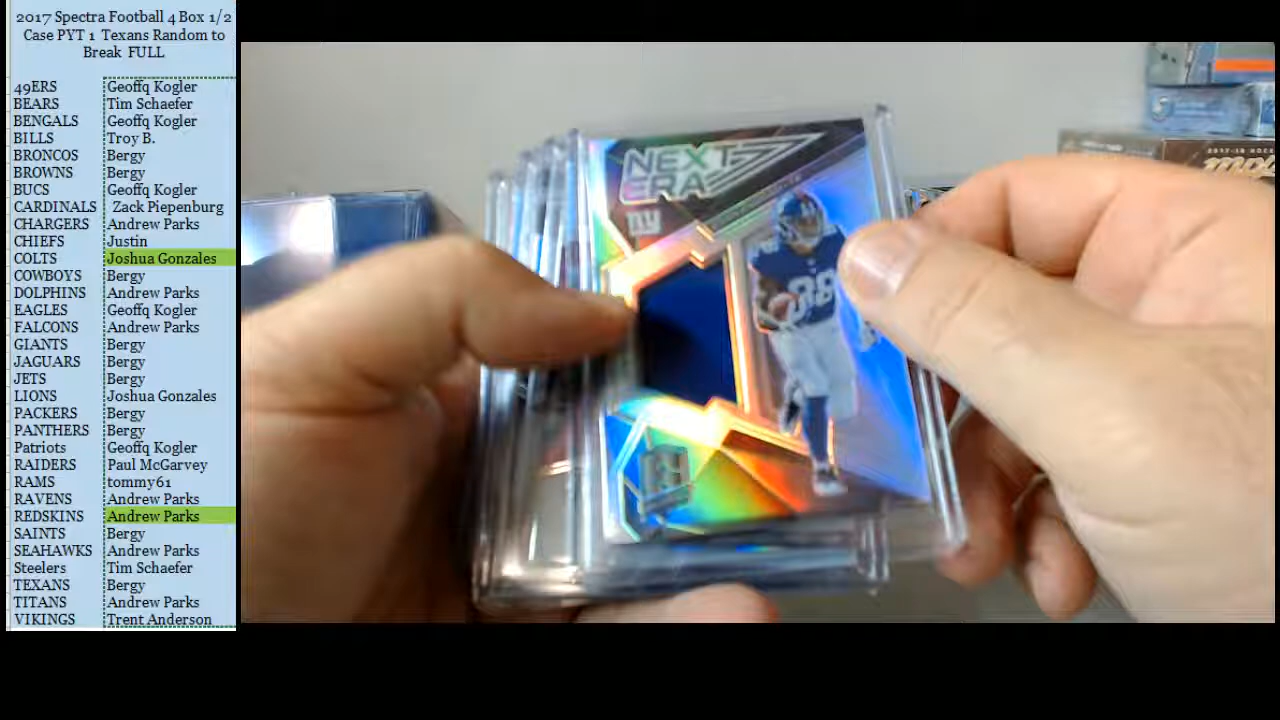 2017 Spectra Football 4 Box 1/2
Case PYT 1 Texans Random to
Break FULL
49ERS Geoffq Kogler
BEARS Tim Schaefer
BENGALS Geoffq Kogler
BILLS Troy B.
BRONCOS Bergy
BROWNS Bergy
BUCS Geoffq Kogler
CARDINALS Zack Piepenburg
CHARGERS Andrew Parks
CHIEFS Justin
COLTS Joshua Gonzales
COWBOYS Bergy
DOLPHINS Andrew Parks
EAGLES Geoffq Kogler
FALCONS Andrew Parks
GIANTS Bergy
JAGUARS Bergy
JETS Bergy
LIONS Joshua Gonzales
PACKERS Bergy
PANTHERS Bergy
Patriots Geoffq Kogler
RAIDERS Paul McGarvey
RAMS tommy61
RAVENS Andrew Parks
REDSKINS Andrew Parks
SAINTS Bergy
SEAHAWKS Andrew Parks
Steelers Tim Schaefer
TEXANS Bergy
TITANS Andrew Parks
VIKINGS Trent Anderson
NEXT
ERA
NY
88